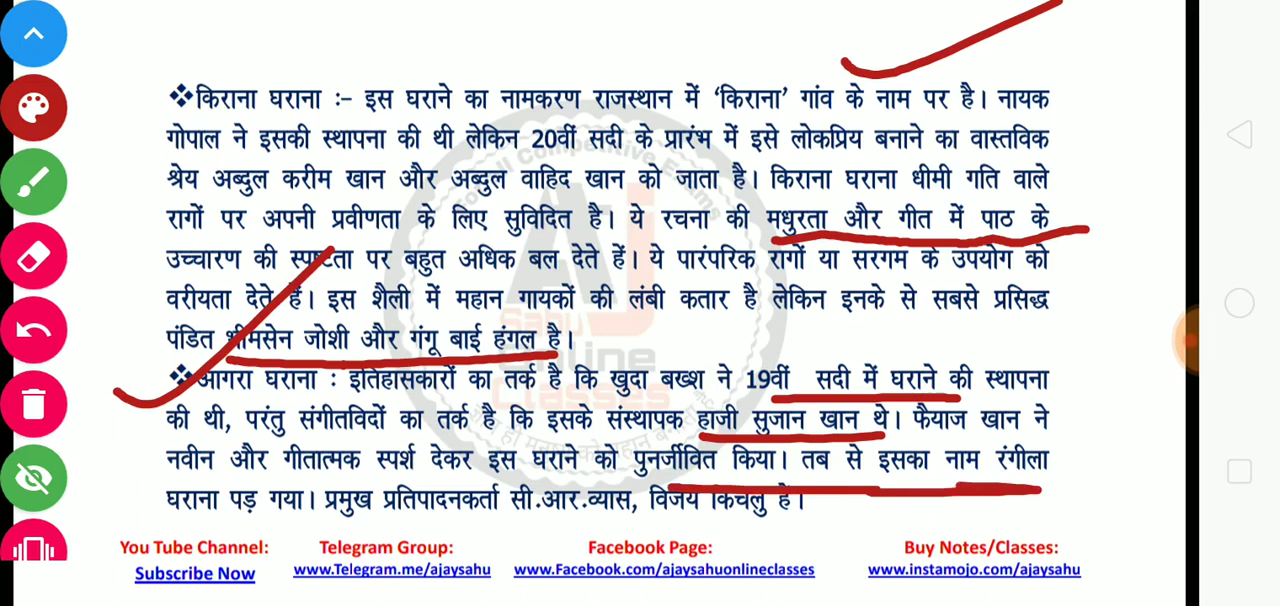 ❖किराना घराना :– इस घराने का नामकरण राजस्थान में ‘किराना’ गांव के नाम पर है। नायक
गोपाल ने इसकी स्थापना की थी लेकिन 20वीं सदी के प्रारंभ में इसे लोकप्रिय बनाने का वास्तविक
श्रेय अब्दुल करीम खान और अब्दुल वाहिद खान को जाता है। किराना घराना धीमी गति वाले
रागों पर अपनी प्रवीणता के लिए सुविदित है। ये रचना की मधुरता और गीत में पाठ के
उच्चारण की स्पष्टता पर बहुत अधिक बल देते हें। ये पारंपरिक रागों या सरगम के उपयोग को
वरीयता देते हैं। इस शैली में महान गायकों की लंबी कतार है लेकिन इनके से सबसे प्रसिद्ध
पंडित भीमसेन जोशी और गंगू बाई हंगल है।
❖आगरा घराना : इतिहासकारों का तर्क है कि खुदा बख्श ने 19वीं सदी में घराने की स्थापना
की थी, परंतु संगीतविदों का तर्क है कि इसके संस्थापक हाजी सुजान खान थे। फैयाज खान ने
नवीन और गीतात्मक स्पर्श देकर इस घराने को पुनर्जीवित किया। तब से इसका नाम रंगीला
घराना पड़ गया। प्रमुख प्रतिपादनकर्ता सी.आर.व्यास, विजय किचलु हैं।
Aj
Sahu
Online
Classes
You Tube Channel: Telegram Group: Facebook Page: Buy Notes/Classes:
Subscribe Now www.Telegram.me/ajaysahu www.Facebook.com/ajaysahuonlineclasses www.instamojo.com/ajaysahu